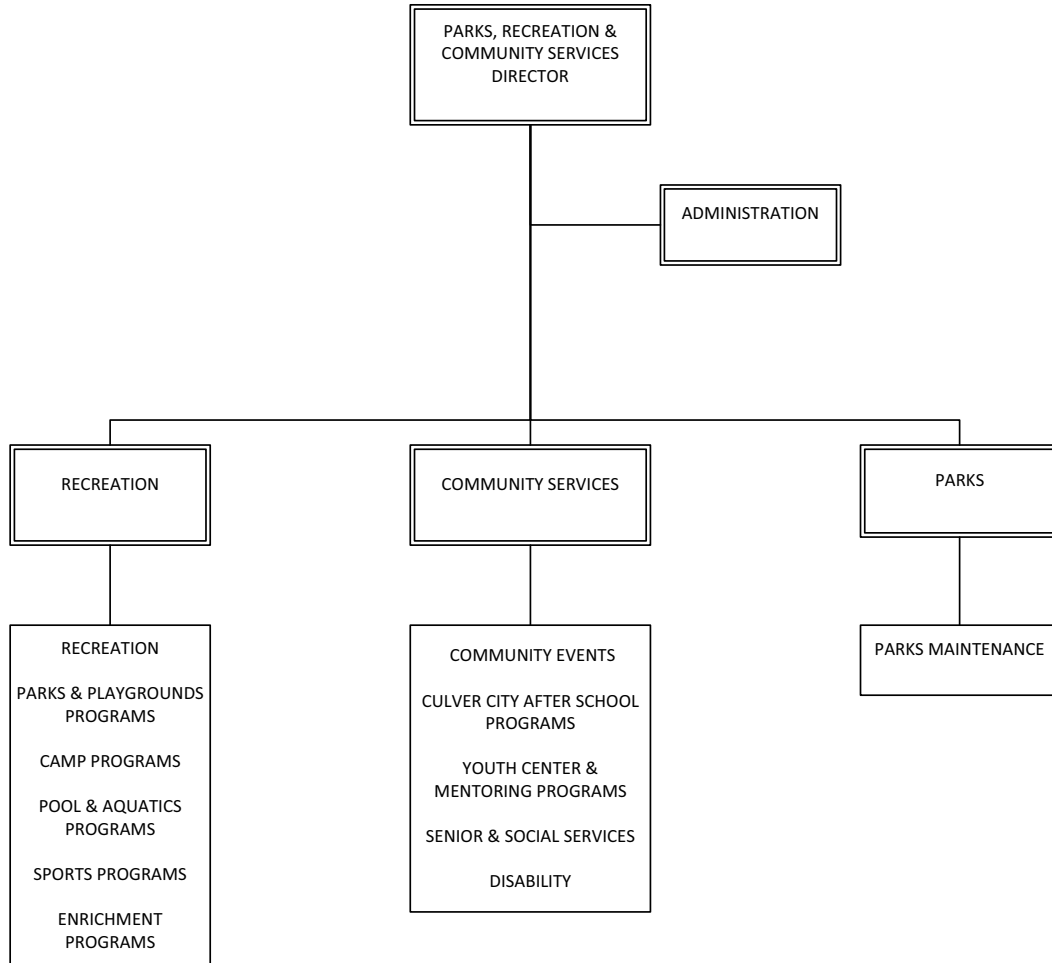 PARKS, RECREATION &
COMMUNITY SERVICES
DIRECTOR
ADMINISTRATION
RECREATION
COMMUNITY SERVICES
PARKS
RECREATION
PARKS & PLAYGROUNDS
PROGRAMS
CAMP PROGRAMS
POOL & AQUATICS
PROGRAMS
SPORTS PROGRAMS
ENRICHMENT
PROGRAMS
COMMUNITY EVENTS
CULVER CITY AFTER SCHOOL
PROGRAMS
YOUTH CENTER &
MENTORING PROGRAMS
SENIOR & SOCIAL SERVICES
DISABILITY
PARKS MAINTENANCE